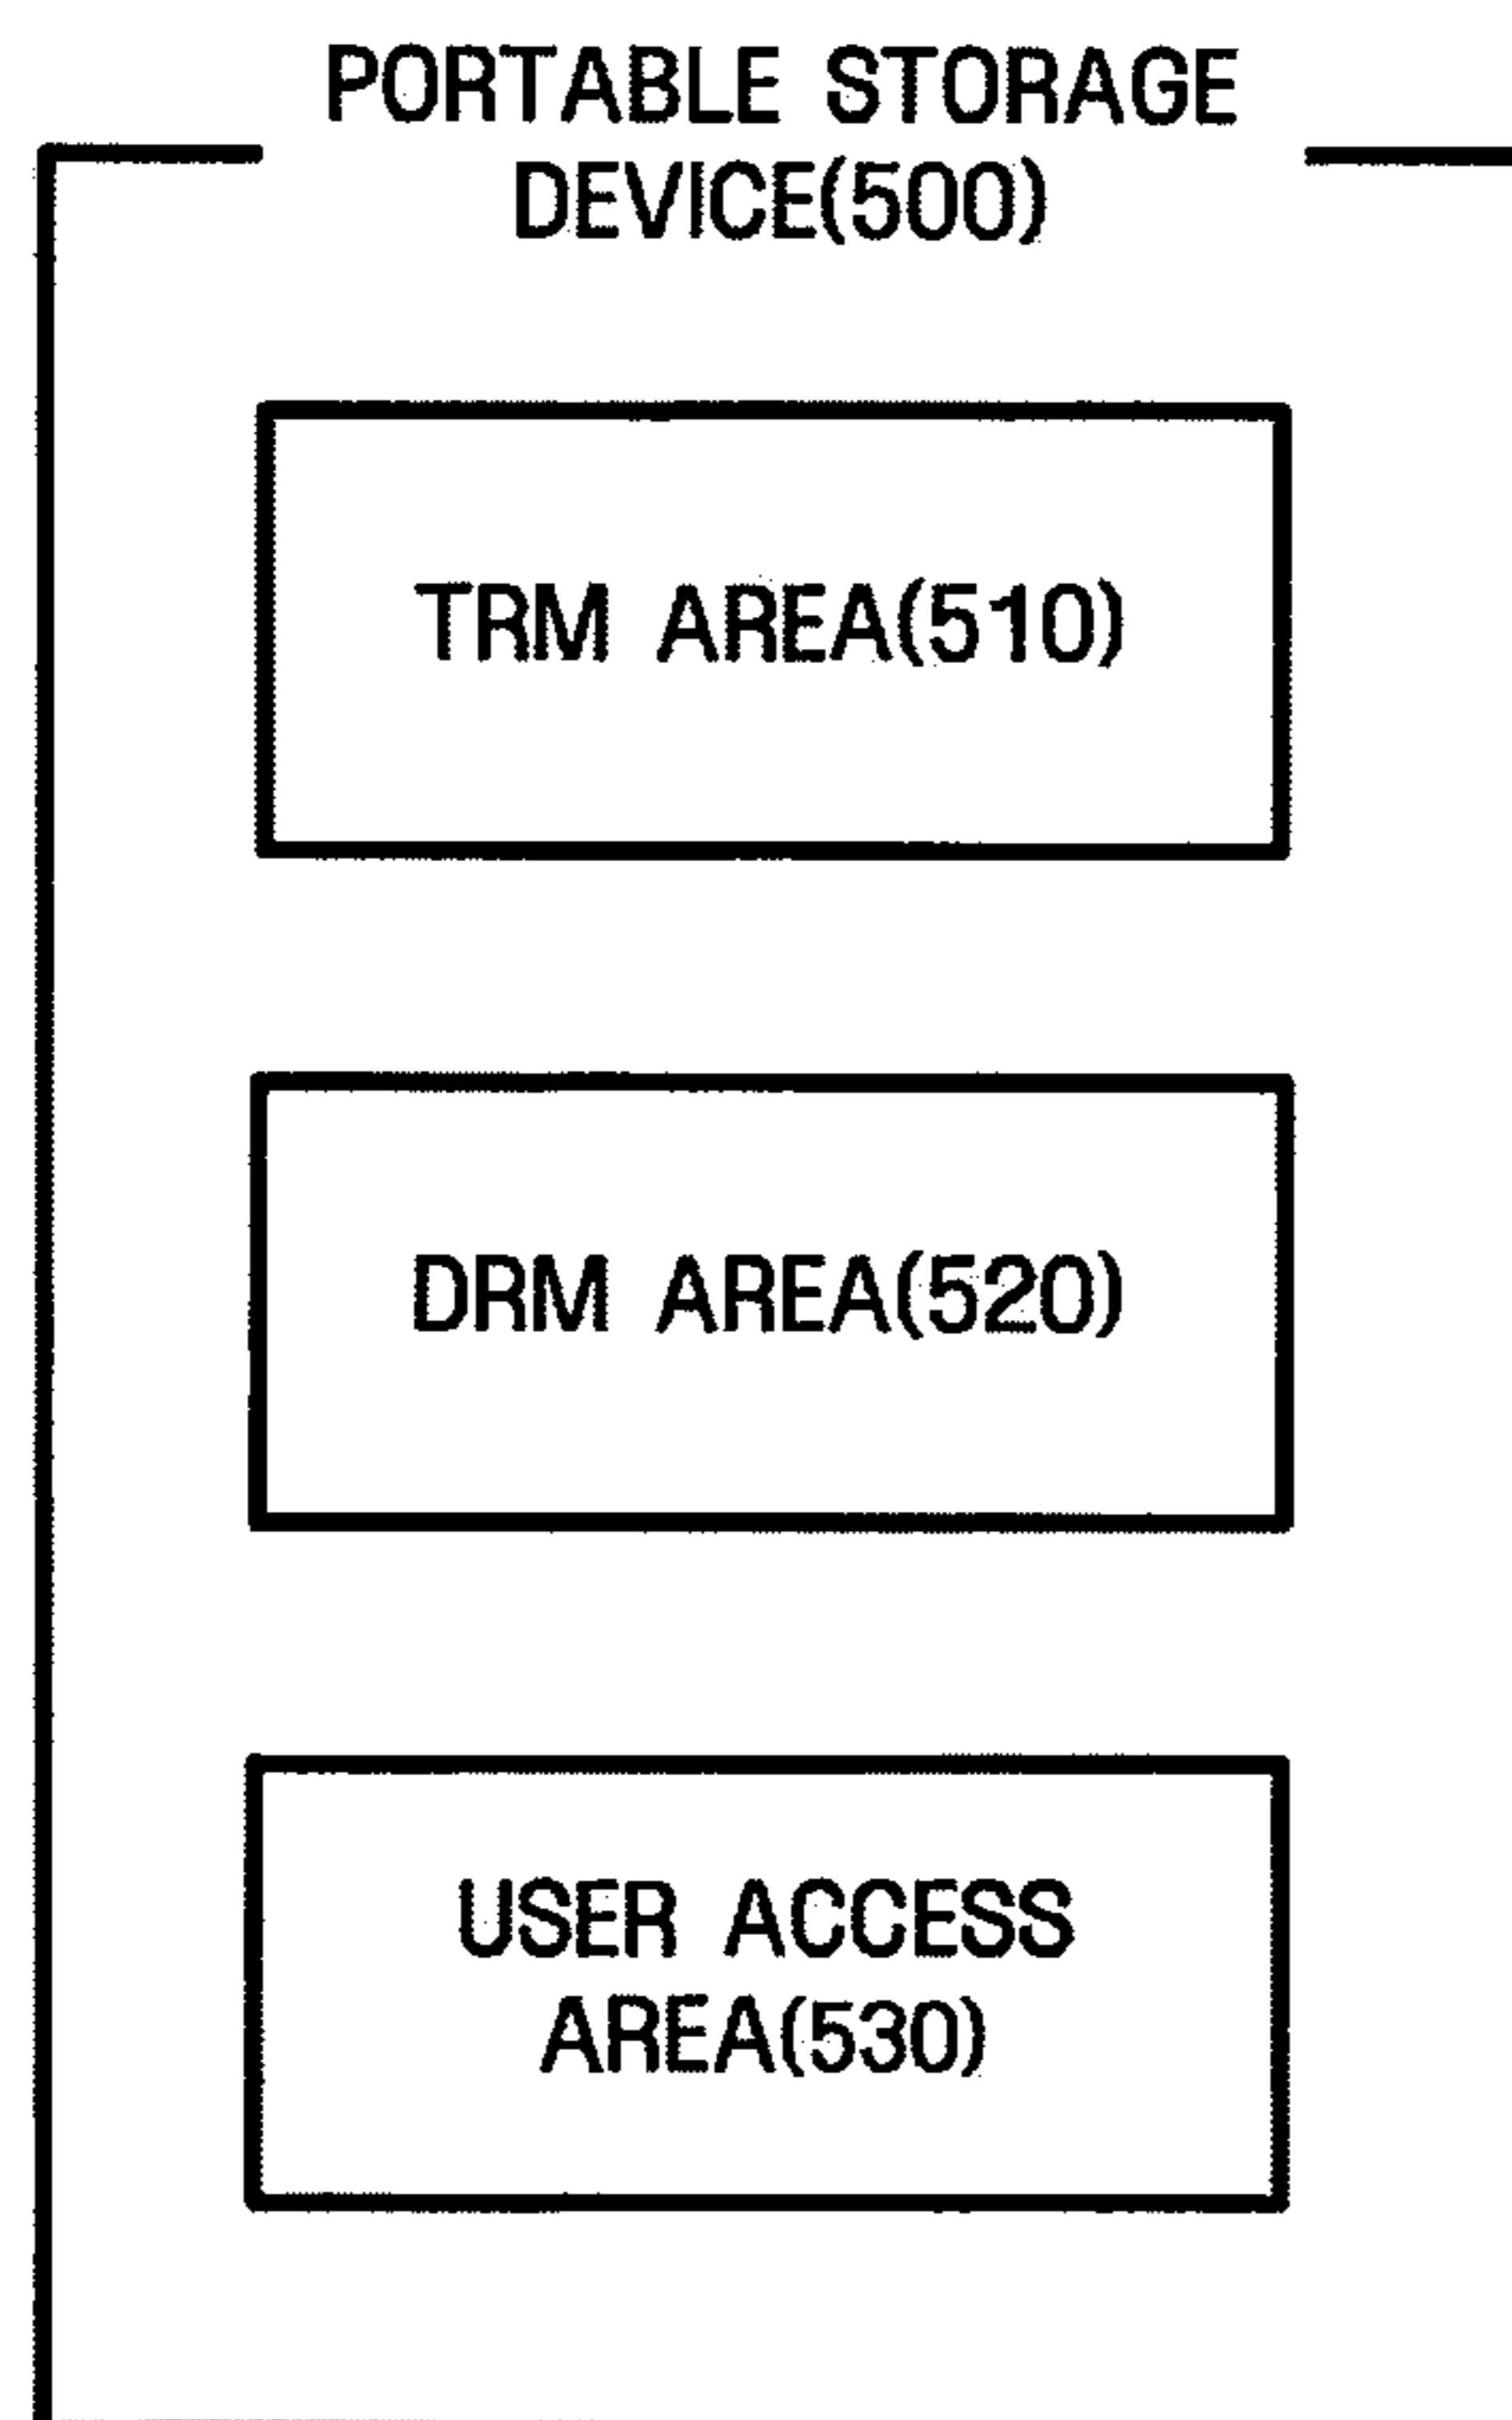 PORTABLE STORAGE
DEVICE(500)
TRM AREA(510)
DRM AREA(520)
USER ACCESS
AREA(530)